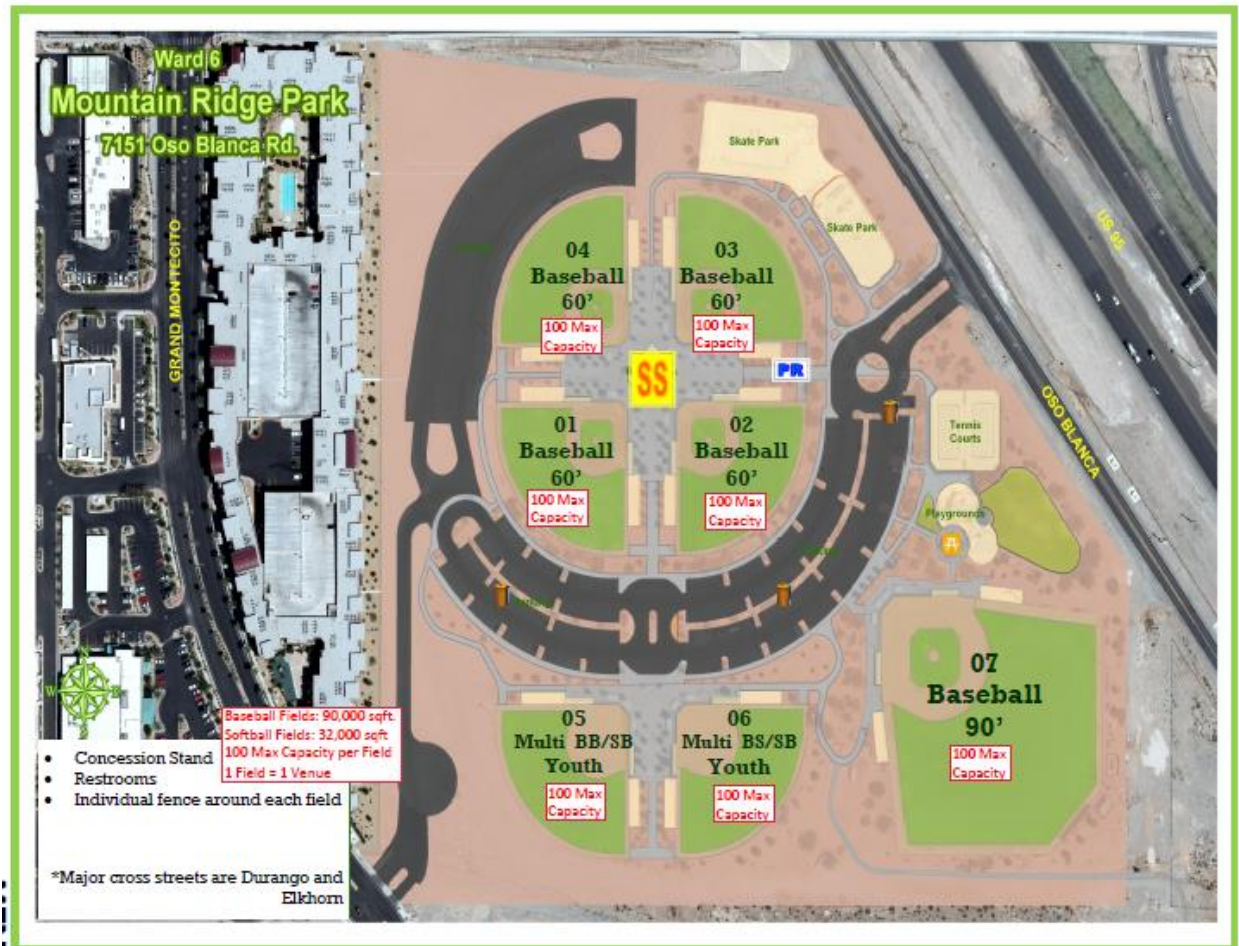 Ward 6
Mountain Ridge Park
7151 Oso Blanca Rd.
GRAND MONTECITO
US 95
OSO BLANCA
Skate Park
Skate Park
04
Baseball
60'
100 Max
Capacity
03
Baseball
60'
100 Max
Capacity
SS
PR
01
Baseball
60'
100 Max
Capacity
02
Baseball
60'
100 Max
Capacity
Tennis
Courts
Playgrounds
07
Baseball
90'
100 Max
Capacity
05
Multi BB/SB
Youth
100 Max
Capacity
06
Multi BS/SB
Youth
100 Max
Capacity
N
W
Baseball Fields: 90,000 sqft.
Softball Fields: 32,000 sqft
100 Max Capacity per Field
1 Field = 1 Venue
• Concession Stand
• Restrooms
• Individual fence around each field
*Major cross streets are Durango and
Elkhorn